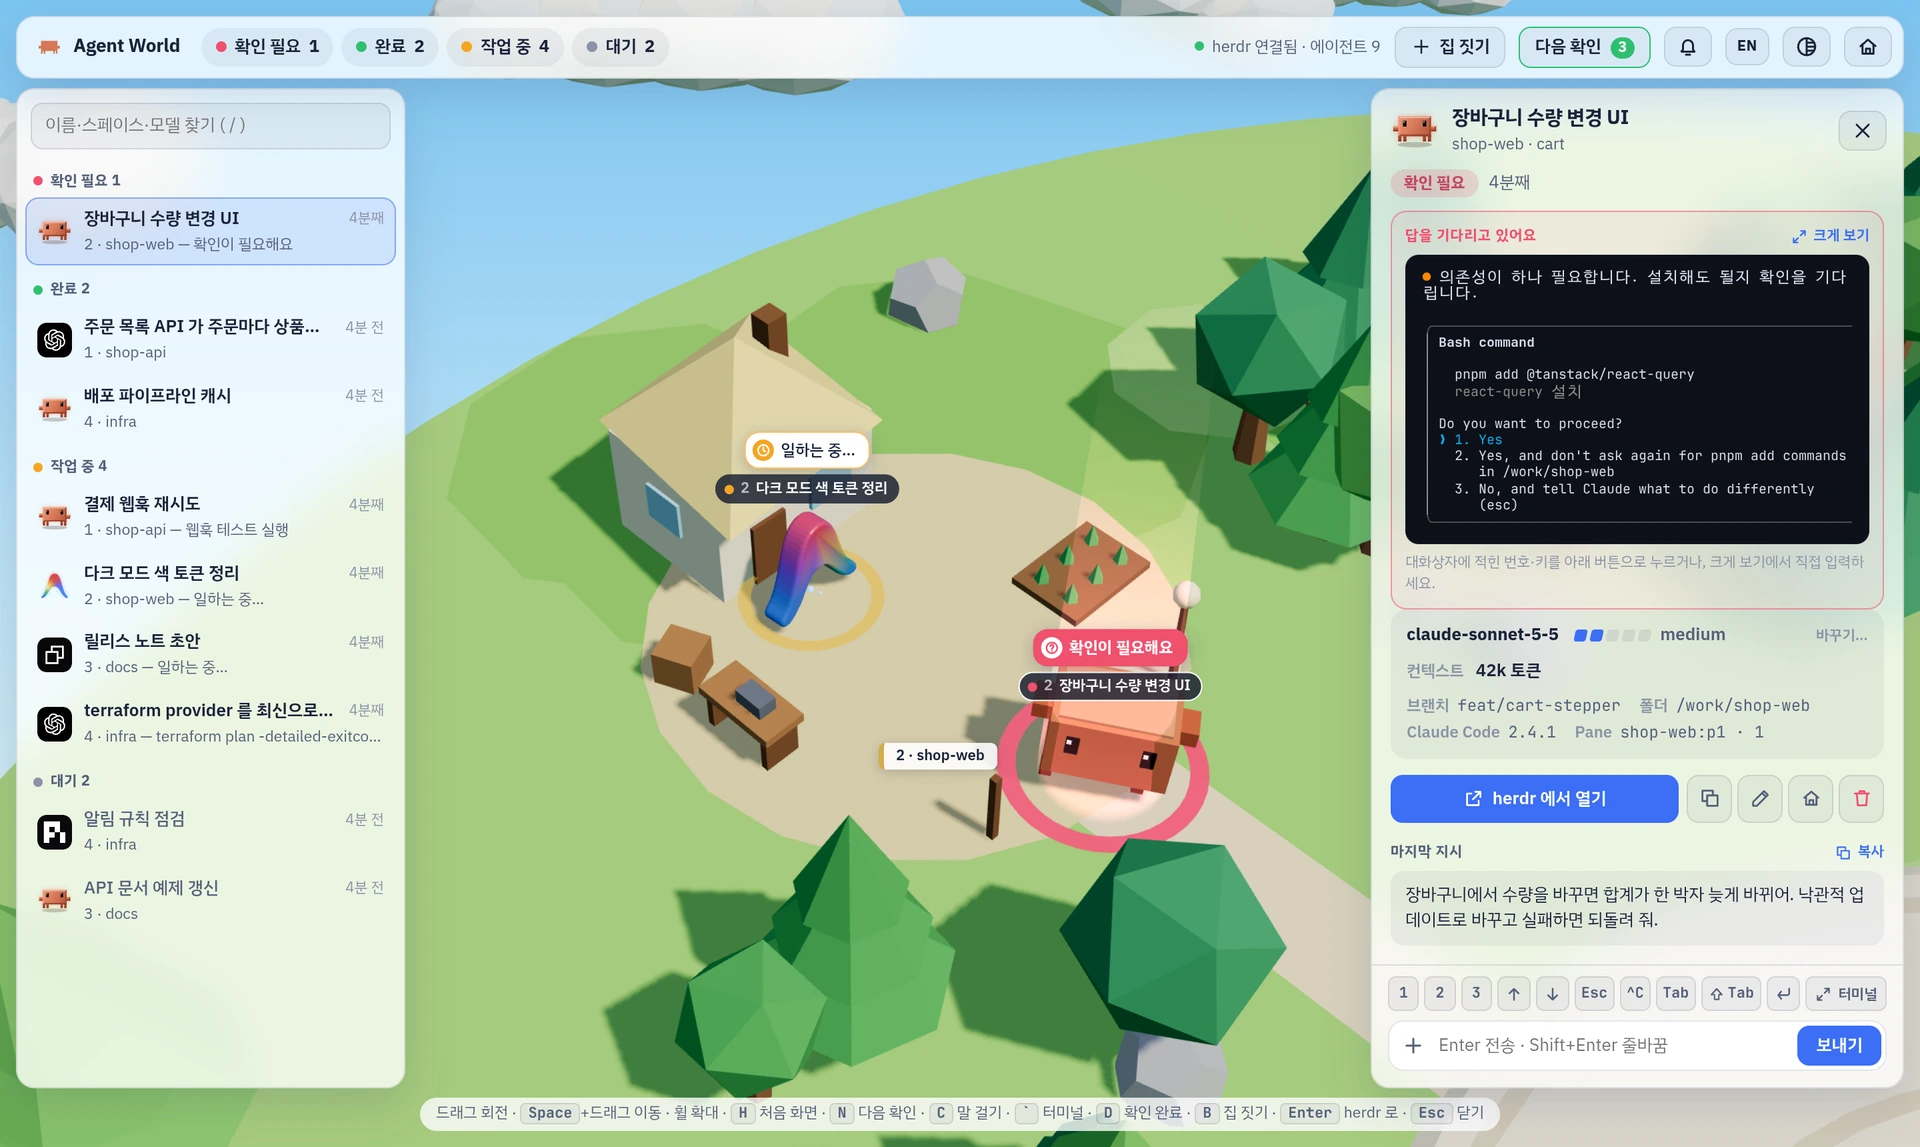 Agent World
확인 필요 1
완료 2
작업 중 4
대기 2
herdr 연결됨 · 에이전트 9
집 짓기
다음 확인 3
EN
이름·스페이스·모델 찾기 ( / )
확인 필요 1
장바구니 수량 변경 UI 4분째
2 · shop-web — 확인이 필요해요
완료 2
주문 목록 API 가 주문마다 상품... 4분 전
1 · shop-api
배포 파이프라인 캐시 4분 전
4 · infra
작업 중 4
결제 웹훅 재시도 4분째
1 · shop-api — 웹훅 테스트 실행
다크 모드 색 토큰 정리 4분째
2 · shop-web — 일하는 중...
릴리스 노트 초안 4분째
3 · docs — 일하는 중...
terraform provider 를 최신으로... 4분째
4 · infra — terraform plan -detailed-exitco...
대기 2
알림 규칙 점검 4분 전
4 · infra
API 문서 예제 갱신 4분 전
3 · docs
일하는 중...
2 다크 모드 색 토큰 정리
확인이 필요해요
2 장바구니 수량 변경 UI
2 · shop-web
장바구니 수량 변경 UI
shop-web · cart
확인 필요 4분째
답을 기다리고 있어요
크게 보기
의존성이 하나 필요합니다. 설치해도 될지 확인을 기다
립니다.
Bash command
pnpm add @tanstack/react-query
react-query 설치
Do you want to proceed?
❯ 1. Yes
2. Yes, and don't ask again for pnpm add commands
in /work/shop-web
3. No, and tell Claude what to do differently
(esc)
대화상자에 적힌 번호·키를 아래 버튼으로 누르거나, 크게 보기에서 직접 입력하
세요.
claude-sonnet-5-5 medium 바꾸기...
컨텍스트 42k 토큰
브랜치 feat/cart-stepper 폴더 /work/shop-web
Claude Code 2.4.1 Pane shop-web:p1 · 1
herdr 에서 열기
마지막 지시
복사
장바구니에서 수량을 바꾸면 합계가 한 박자 늦게 바뀌어. 낙관적 업
데이트로 바꾸고 실패하면 되돌려 줘.
1 2 3 ↑ ↓ Esc ^C Tab ⇧ Tab ↵ 터미널
+ Enter 전송 · Shift+Enter 줄바꿈
보내기
드래그 회전 · Space +드래그 이동 · 휠 확대 · H 처음 화면 · N 다음 확인 · C 말 걸기 · ` 터미널 · D 확인 완료 · B 집 짓기 · Enter herdr 로 · Esc 닫기